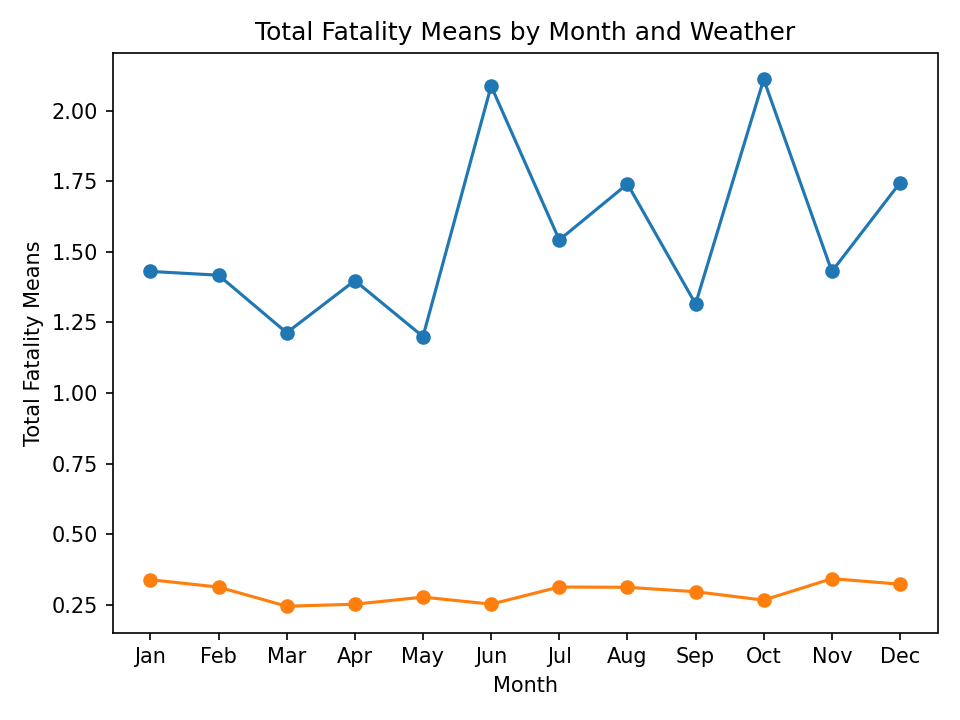 Total Fatality Means by Month and Weather
Total Fatality Means
2.00
1.75
1.50
1.25
1.00
0.75
0.50
0.25
Jan Feb Mar Apr May Jun Jul Aug Sep Oct Nov Dec
Month